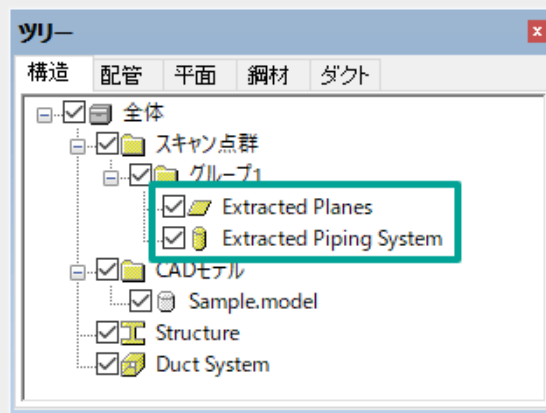 ツリー
構造 配管 平面 鋼材 ダクト
全体
スキャン点群
グループ1
Extracted Planes
Extracted Piping System
CADモデル
Sample.model
Structure
Duct System